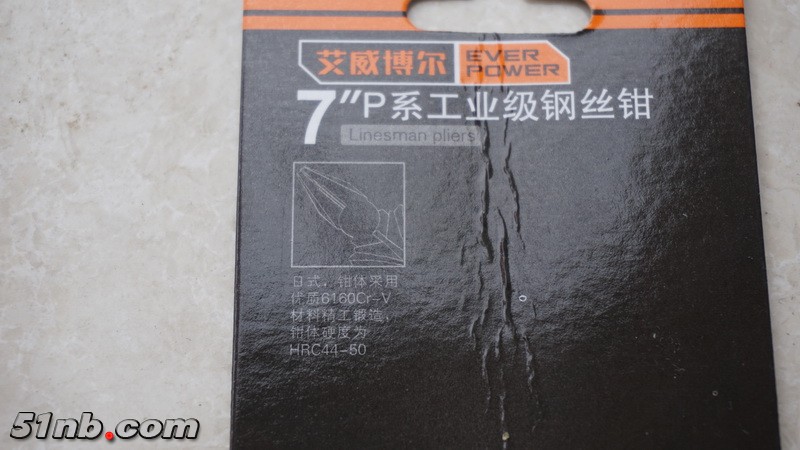 艾威博尔 EVER POWER
7"P系工业级钢丝钳
Linesman pliers
日式,钳体采用
优质6160Cr-V
材料精工锻造,
钳体硬度为
HRC44-50
51nb.com